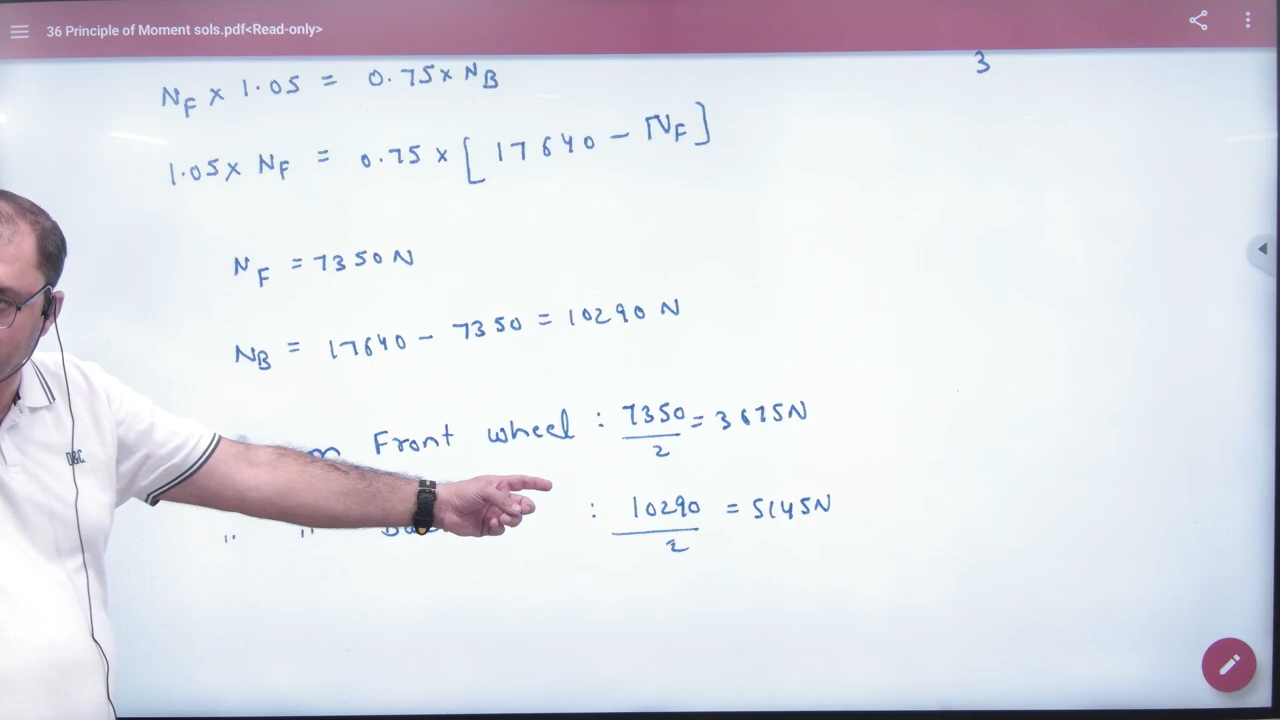 36 Principle of Moment sols.pdf<Read-only>
3
N_F × 1.05 = 0.75 × N_B
1.05 × N_F = 0.75 × [ 17640 - N_F ]
N_F = 7350 N
N_B = 17640 - 7350 = 10290 N
Front wheel : 7350/2 = 3675N
" " : 10290/2 = 5145N